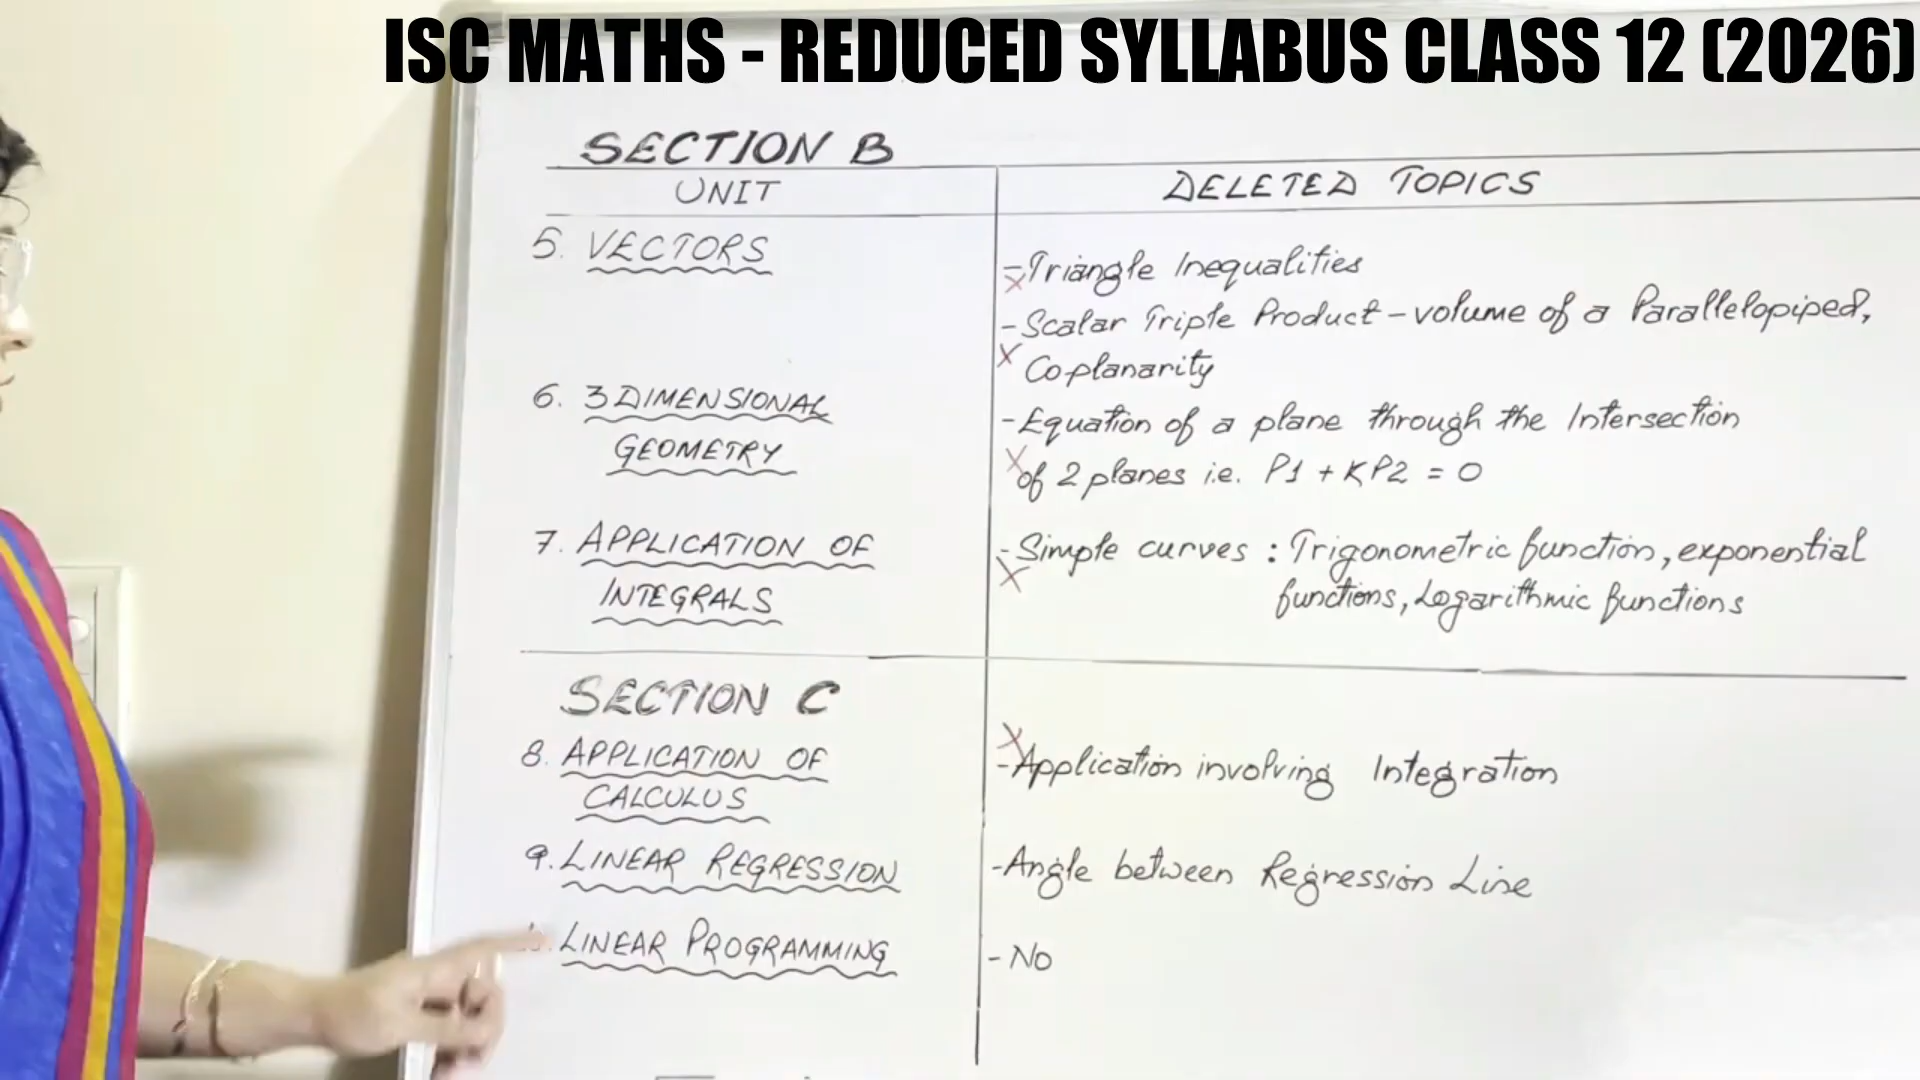 ISC MATHS - REDUCED SYLLABUS CLASS 12 (2026)
SECTION B
UNIT
DELETED TOPICS
5. VECTORS
- Triangle Inequalities
- Scalar Triple Product - volume of a Parallelopiped,
Coplanarity
6. 3 DIMENSIONAL
GEOMETRY
- Equation of a plane through the Intersection
of 2 planes i.e. P1 + KP2 = 0
7. APPLICATION OF
INTEGRALS
- Simple curves : Trigonometric function, exponential
functions, Logarithmic functions
SECTION C
8. APPLICATION OF
CALCULUS
- Application involving Integration
9. LINEAR REGRESSION
- Angle between Regression Line
LINEAR PROGRAMMING
- No